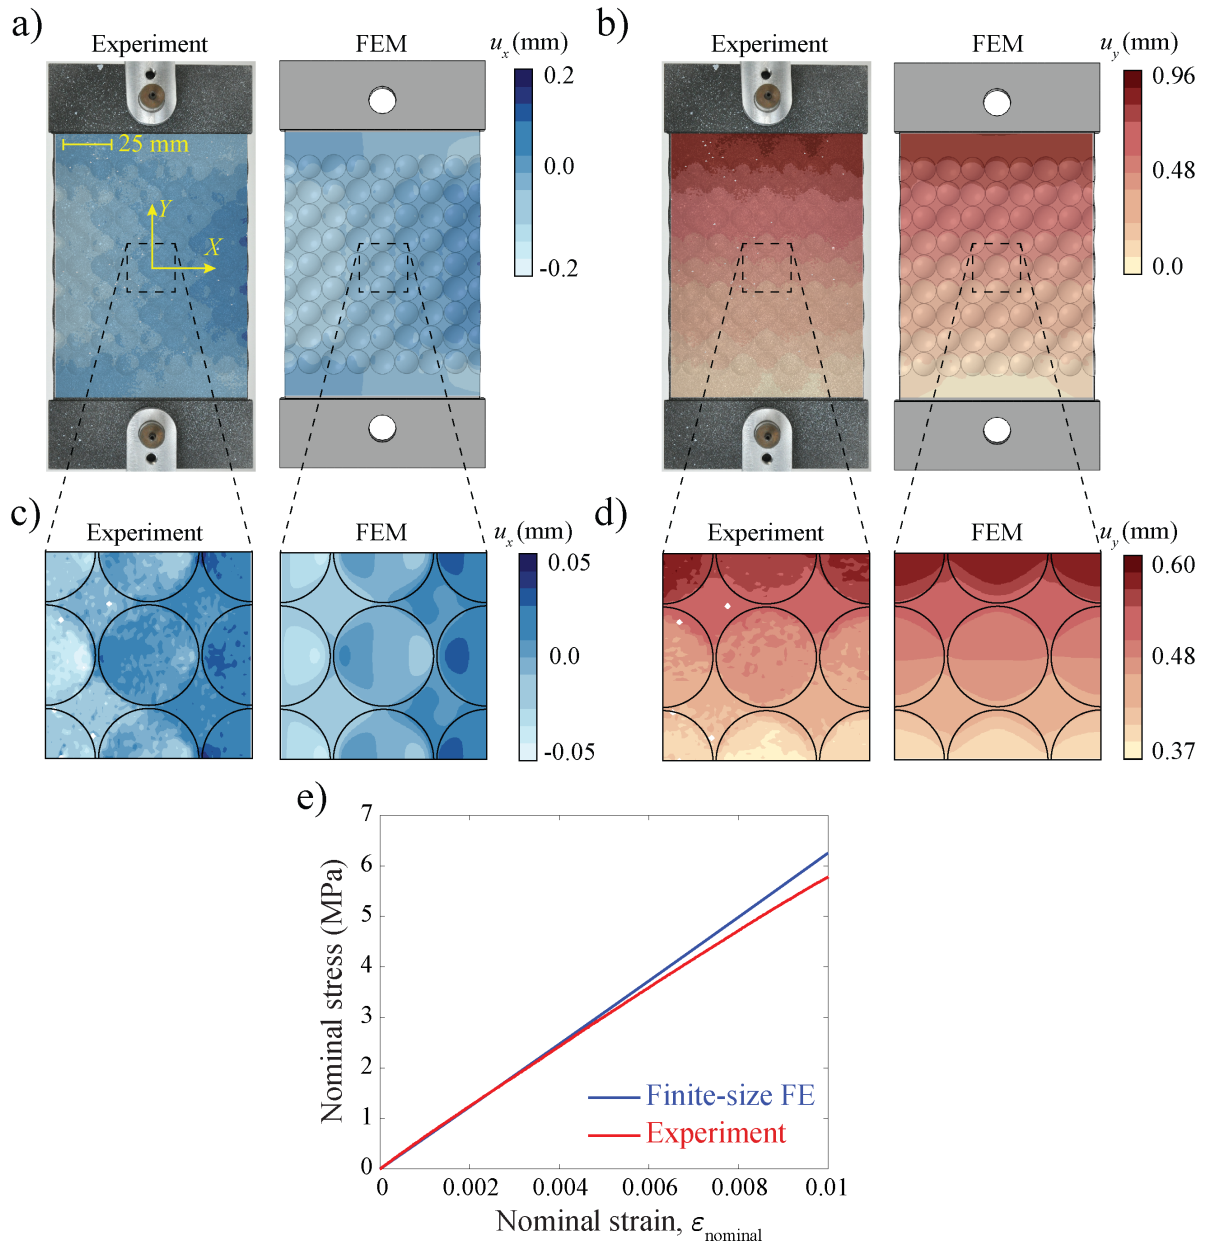 a)
Experiment
FEM
u_x (mm)
0.2
0.0
-0.2
25 mm
Y
X
b)
Experiment
FEM
u_y (mm)
0.96
0.48
0.0
c)
Experiment
FEM
u_x (mm)
0.05
0.0
-0.05
d)
Experiment
FEM
u_y (mm)
0.60
0.48
0.37
e)
Nominal stress (MPa)
7
6
5
4
3
2
1
0
Finite-size FE
Experiment
0 0.002 0.004 0.006 0.008 0.01
Nominal strain, ε_nominal